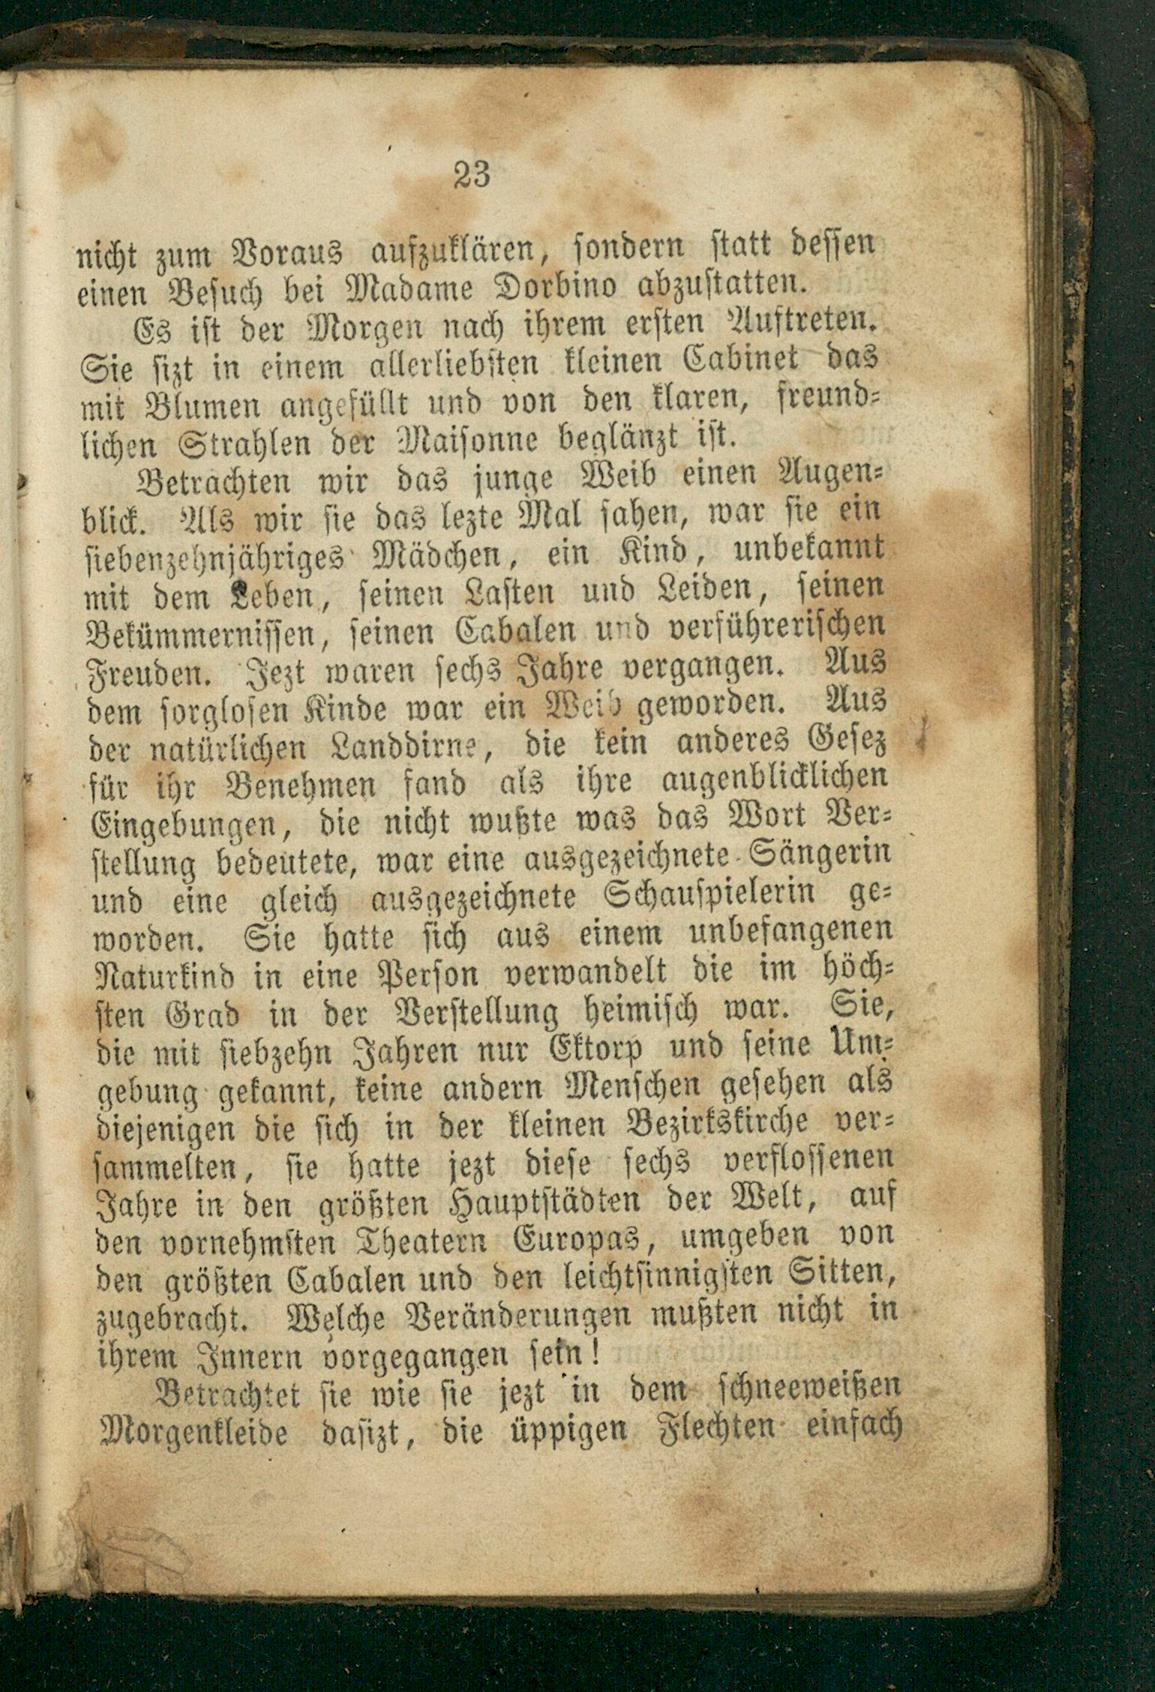 23
nicht zum Voraus aufzuklären, sondern statt dessen
einen Besuch bei Madame Dorbino abzustatten.
Es ist der Morgen nach ihrem ersten Auftreten.
Sie sizt in einem allerliebsten kleinen Cabinet das
mit Blumen angefüllt und von den klaren, freund-
lichen Strahlen der Maisonne beglänzt ist.
Betrachten wir das junge Weib einen Augen-
blick. Als wir sie das lezte Mal sahen, war sie ein
siebenzehnjähriges Mädchen, ein Kind, unbekannt
mit dem Leben, seinen Lasten und Leiden, seinen
Bekümmernissen, seinen Cabalen und verführerischen
Freuden. Jezt waren sechs Jahre vergangen. Aus
dem sorglosen Kinde war ein Weib geworden. Aus
der natürlichen Landdirne, die kein anderes Gesez
für ihr Benehmen fand als ihre augenblicklichen
Eingebungen, die nicht wußte was das Wort Ver-
stellung bedeutete, war eine ausgezeichnete Sängerin
und eine gleich ausgezeichnete Schauspielerin ge-
worden. Sie hatte sich aus einem unbefangenen
Naturkind in eine Person verwandelt die im höch-
sten Grad in der Verstellung heimisch war. Sie,
die mit siebzehn Jahren nur Ektorp und seine Um-
gebung gekannt, keine andern Menschen gesehen als
diejenigen die sich in der kleinen Bezirkskirche ver-
sammelten, sie hatte jezt diese sechs verflossenen
Jahre in den größten Hauptstädten der Welt, auf
den vornehmsten Theatern Europas, umgeben von
den größten Cabalen und den leichtsinnigsten Sitten,
zugebracht. Welche Veränderungen mußten nicht in
ihrem Innern vorgegangen sein!
Betrachtet sie wie sie jezt in dem schneeweißen
Morgenkleide dasizt, die üppigen Flechten einfach